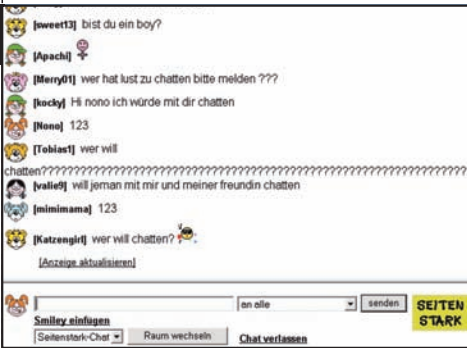 [sweet13] bist du ein boy?
[Apachi]
[Merry01] wer hat lust zu chatten bitte melden ???
[kocky] Hi nono ich würde mit dir chatten
[Nono] 123
[Tobias1] wer will
chatten???????????????????????????????????????????????????????????????????
[valie9] will jeman mit mir und meiner freundin chatten
[mimimama] 123
[Katzengirl] wer will chatten?
[Anzeige aktualisieren]
an alle senden SEITEN
STARK
Smiley einfügen
Seitenstark-Chat Raum wechseln Chat verlassen